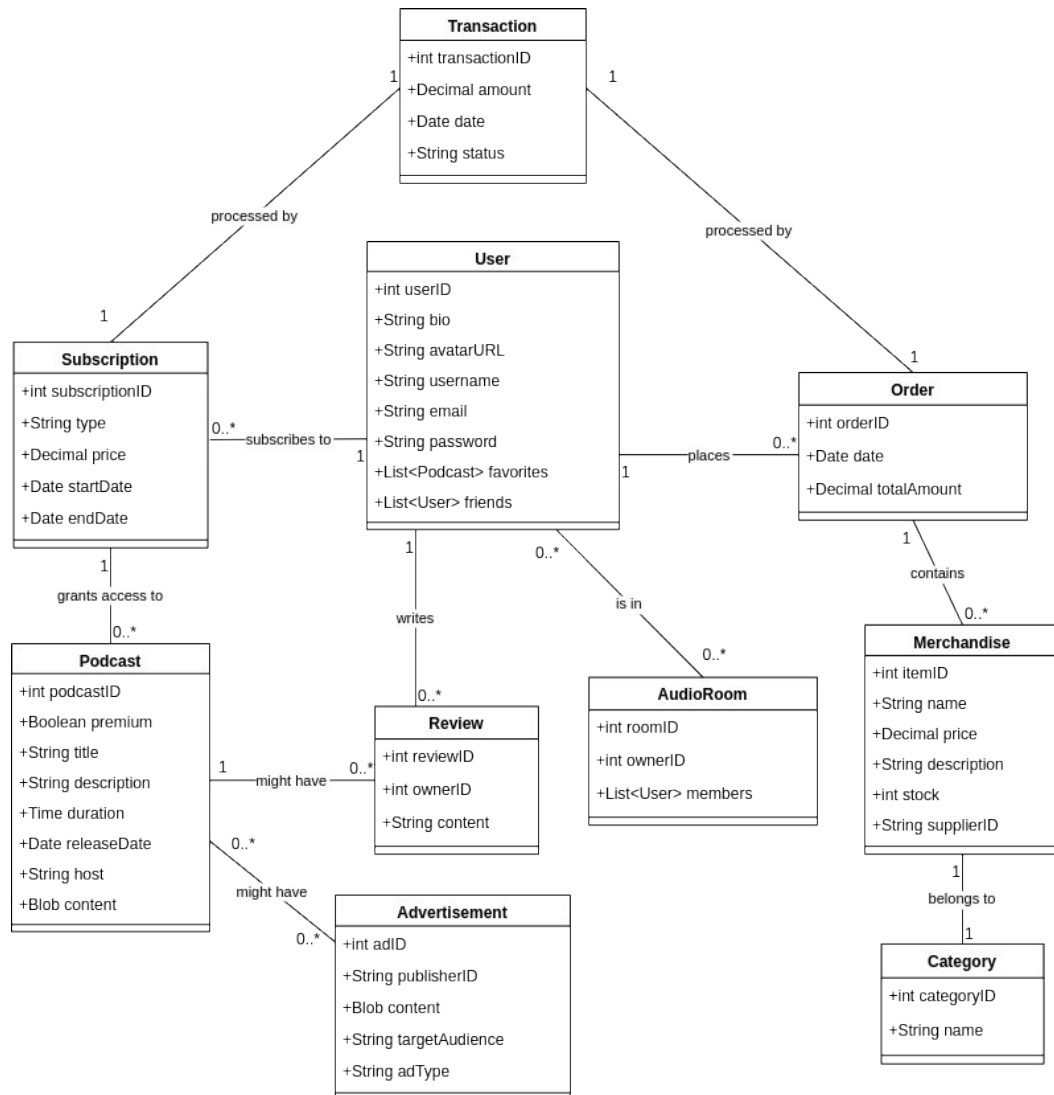 Transaction
+int transactionID
+Decimal amount
+Date date
+String status
1
1
processed by
processed by
1
1
User
+int userID
+String bio
+String avatarURL
+String username
+String email
+String password
+List<Podcast> favorites
+List<User> friends
Subscription
+int subscriptionID
+String type
+Decimal price
+Date startDate
+Date endDate
0..*
subscribes to
1
Order
+int orderID
+Date date
+Decimal totalAmount
1
places
0..*
1
grants access to
0..*
1
writes
0..*
0..*
is in
0..*
1
contains
0..*
Podcast
+int podcastID
+Boolean premium
+String title
+String description
+Time duration
+Date releaseDate
+String host
+Blob content
1
might have
0..*
Review
+int reviewID
+int ownerID
+String content
AudioRoom
+int roomID
+int ownerID
+List<User> members
Merchandise
+int itemID
+String name
+Decimal price
+String description
+int stock
+String supplierID
0..*
might have
0..*
Advertisement
+int adID
+String publisherID
+Blob content
+String targetAudience
+String adType
1
belongs to
1
Category
+int categoryID
+String name